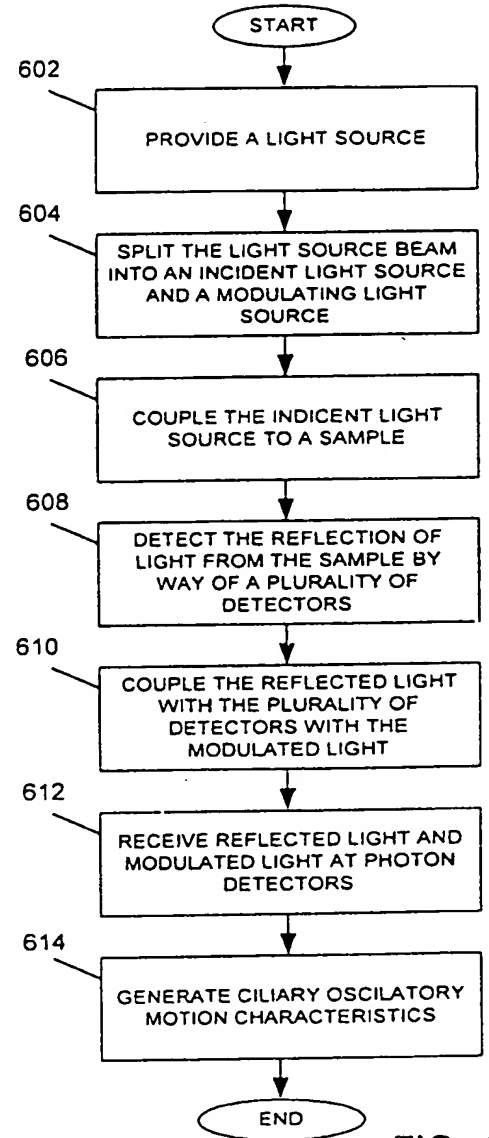 START
602
PROVIDE A LIGHT SOURCE
604
SPLIT THE LIGHT SOURCE BEAM
INTO AN INCIDENT LIGHT SOURCE
AND A MODULATING LIGHT
SOURCE
606
COUPLE THE INDICENT LIGHT
SOURCE TO A SAMPLE
608
DETECT THE REFLECTION OF
LIGHT FROM THE SAMPLE BY
WAY OF A PLURALITY OF
DETECTORS
610
COUPLE THE REFLECTED LIGHT
WITH THE PLURALITY OF
DETECTORS WITH THE
MODULATED LIGHT
612
RECEIVE REFLECTED LIGHT AND
MODULATED LIGHT AT PHOTON
DETECTORS
614
GENERATE CILIARY OSCILATORY
MOTION CHARACTERISTICS
END